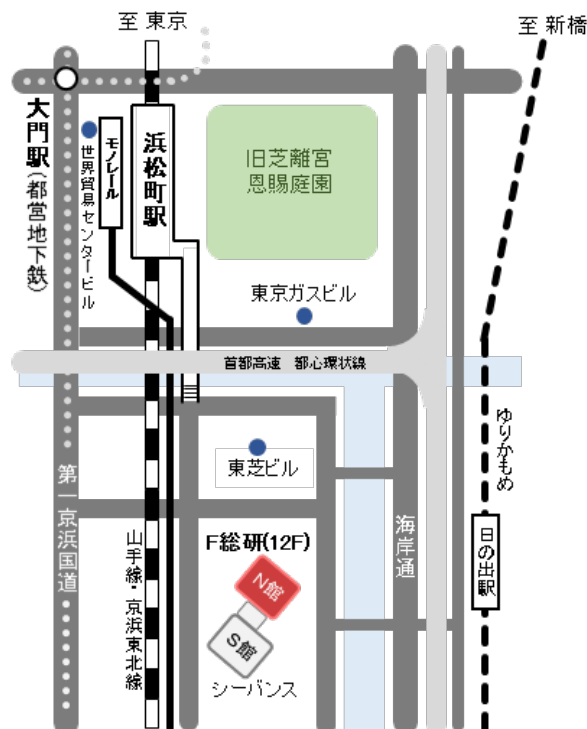 至 東京
至 新橋
大門駅(都営地下鉄)
世界貿易センタービル
モノレール
浜松町駅
旧芝離宮
恩賜庭園
東京ガスビル
首都高速 都心環状線
ゆりかもめ
東芝ビル
第一京浜国道
山手線・京浜東北線
F総研(12F)
N館
S館
シーバンス
海岸通
日の出駅